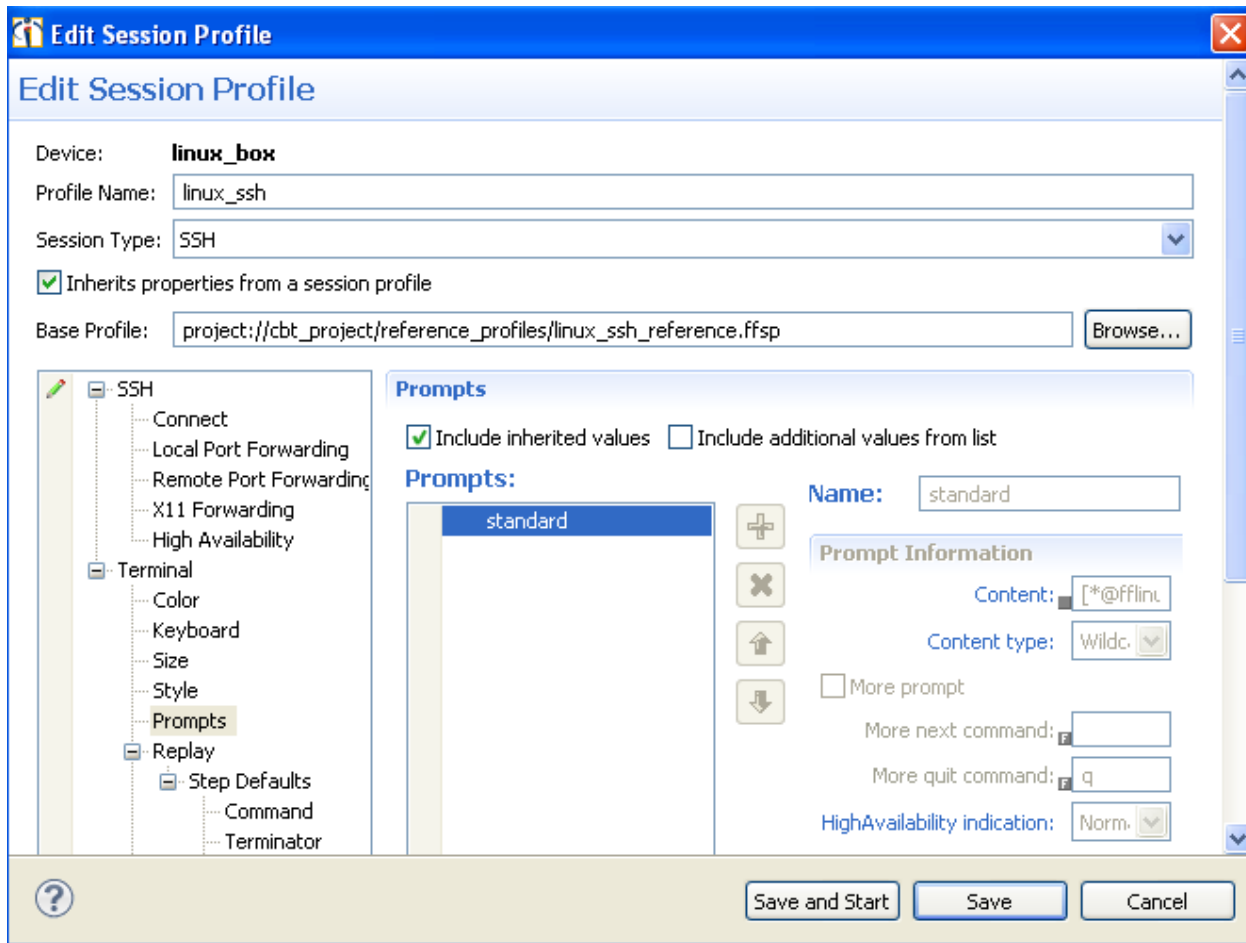 Edit Session Profile
Edit Session Profile
Device: linux_box
Profile Name: linux_ssh
Session Type: SSH
Inherits properties from a session profile
Base Profile: project://cbt_project/reference_profiles/linux_ssh_reference.ffsp Browse...
SSH
Connect
Local Port Forwarding
Remote Port Forwarding
X11 Forwarding
High Availability
Terminal
Color
Keyboard
Size
Style
Prompts
Replay
Step Defaults
Command
Terminator
Prompts
Include inherited values Include additional values from list
Prompts:
standard
Name: standard
Prompt Information
Content: [*@fflinu
Content type: Wildc
More prompt
More next command: F
More quit command: F q
HighAvailability indication: Norm
? Save and Start Save Cancel